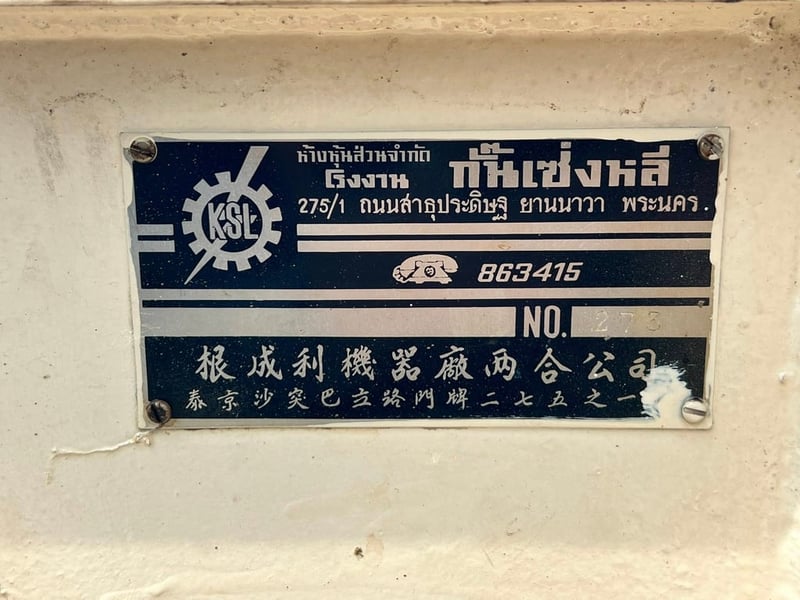 ห้างหุ้นส่วนจำกัด
โรงงาน กั๊นเซ่งหลี
275/1 ถนนสาธุประดิษฐ ยานนาวา พระนคร.
KSL
863415
NO. 273
根成利機器廠両合公司
泰京沙突巴立路門牌二七五之一